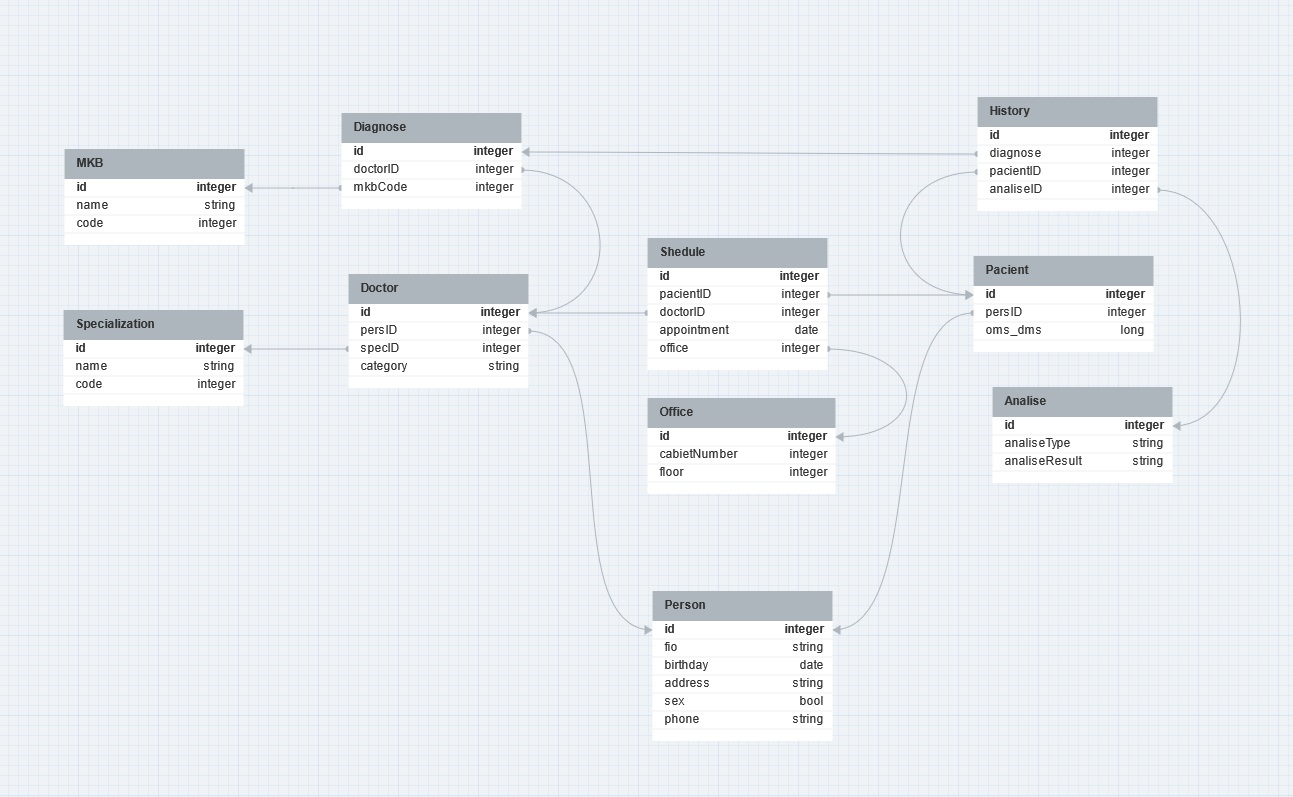 MKB
id integer
name string
code integer
Diagnose
id integer
doctorID integer
mkbCode integer
History
id integer
diagnose integer
pacientID integer
analiseID integer
Specialization
id integer
name string
code integer
Doctor
id integer
persID integer
specID integer
category string
Shedule
id integer
pacientID integer
doctorID integer
appointment date
office integer
Pacient
id integer
persID integer
oms_dms long
Office
id integer
cabietNumber integer
floor integer
Analise
id integer
analiseType string
analiseResult string
Person
id integer
fio string
birthday date
address string
sex bool
phone string